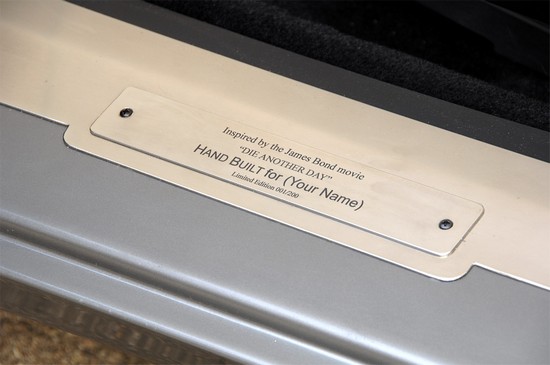 Inspired by the James Bond movie
"DIE ANOTHER DAY"
HAND BUILT for (Your Name)
Limited Edition 001/200